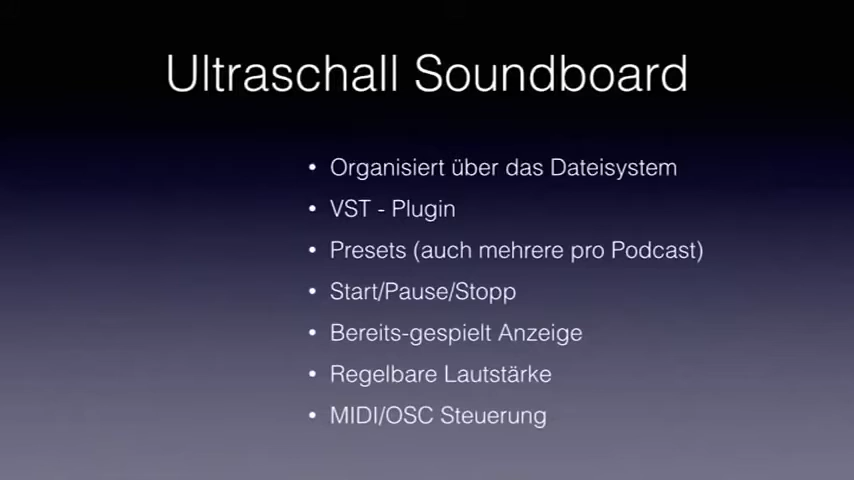 Ultraschall Soundboard
• Organisiert über das Dateisystem
• VST - Plugin
• Presets (auch mehrere pro Podcast)
• Start/Pause/Stopp
• Bereits-gespielt Anzeige
• Regelbare Lautstärke
• MIDI/OSC Steuerung